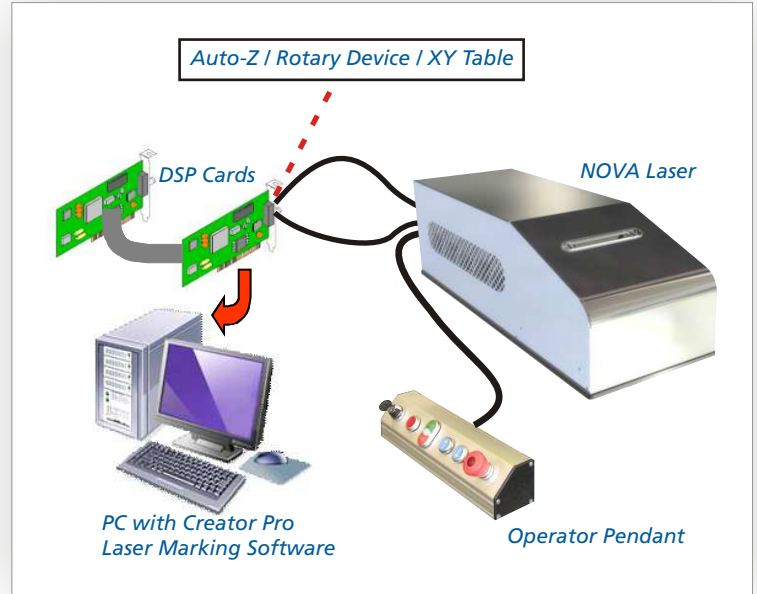 Auto-Z / Rotary Device / XY Table
DSP Cards
NOVA Laser
PC with Creator Pro
Laser Marking Software
Operator Pendant